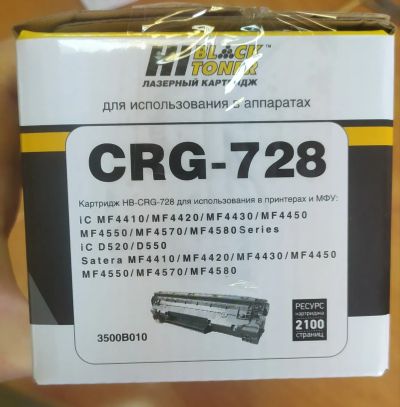 HI BLACK TONER™
ЛАЗЕРНЫЙ КАРТРИДЖ
для использования в аппаратах
CRG-728
Картридж HB-CRG-728 для использования в принтерах и МФУ:
iC MF4410/MF4420/MF4430/MF4450
MF4550/MF4570/MF4580Series
iC D520/D550
Satera MF4410/MF4420/MF4430/MF4450
MF4550/MF4570/MF4580
3500B010
РЕСУРС
картриджа
2100
страниц